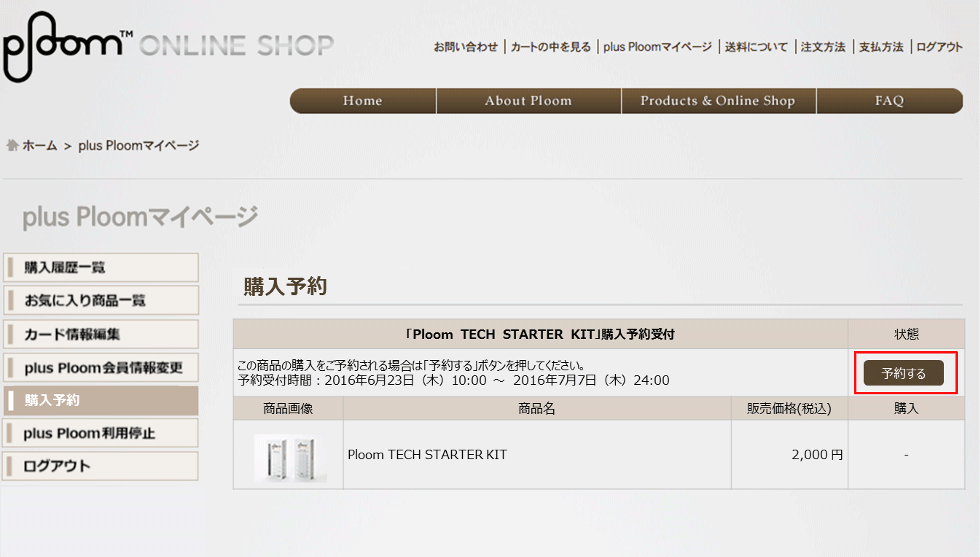 ploom™ ONLINE SHOP
お問い合わせ | カートの中を見る | plus Ploomマイページ | 送料について | 注文方法 | 支払方法 | ログアウト
Home | About Ploom | Products & Online Shop | FAQ
ホーム > plus Ploomマイページ
plus Ploomマイページ
購入履歴一覧
お気に入り商品一覧
カード情報編集
plus Ploom会員情報変更
購入予約
plus Ploom利用停止
ログアウト
購入予約
「Ploom TECH STARTER KIT」購入予約受付 状態
この商品の購入をご予約される場合は「予約する」ボタンを押してください。
予約受付時間：2016年6月23日（木）10:00 ～ 2016年7月7日（木）24:00
予約する
商品画像 商品名 販売価格(税込) 購入
Ploom TECH STARTER KIT 2,000 円 -